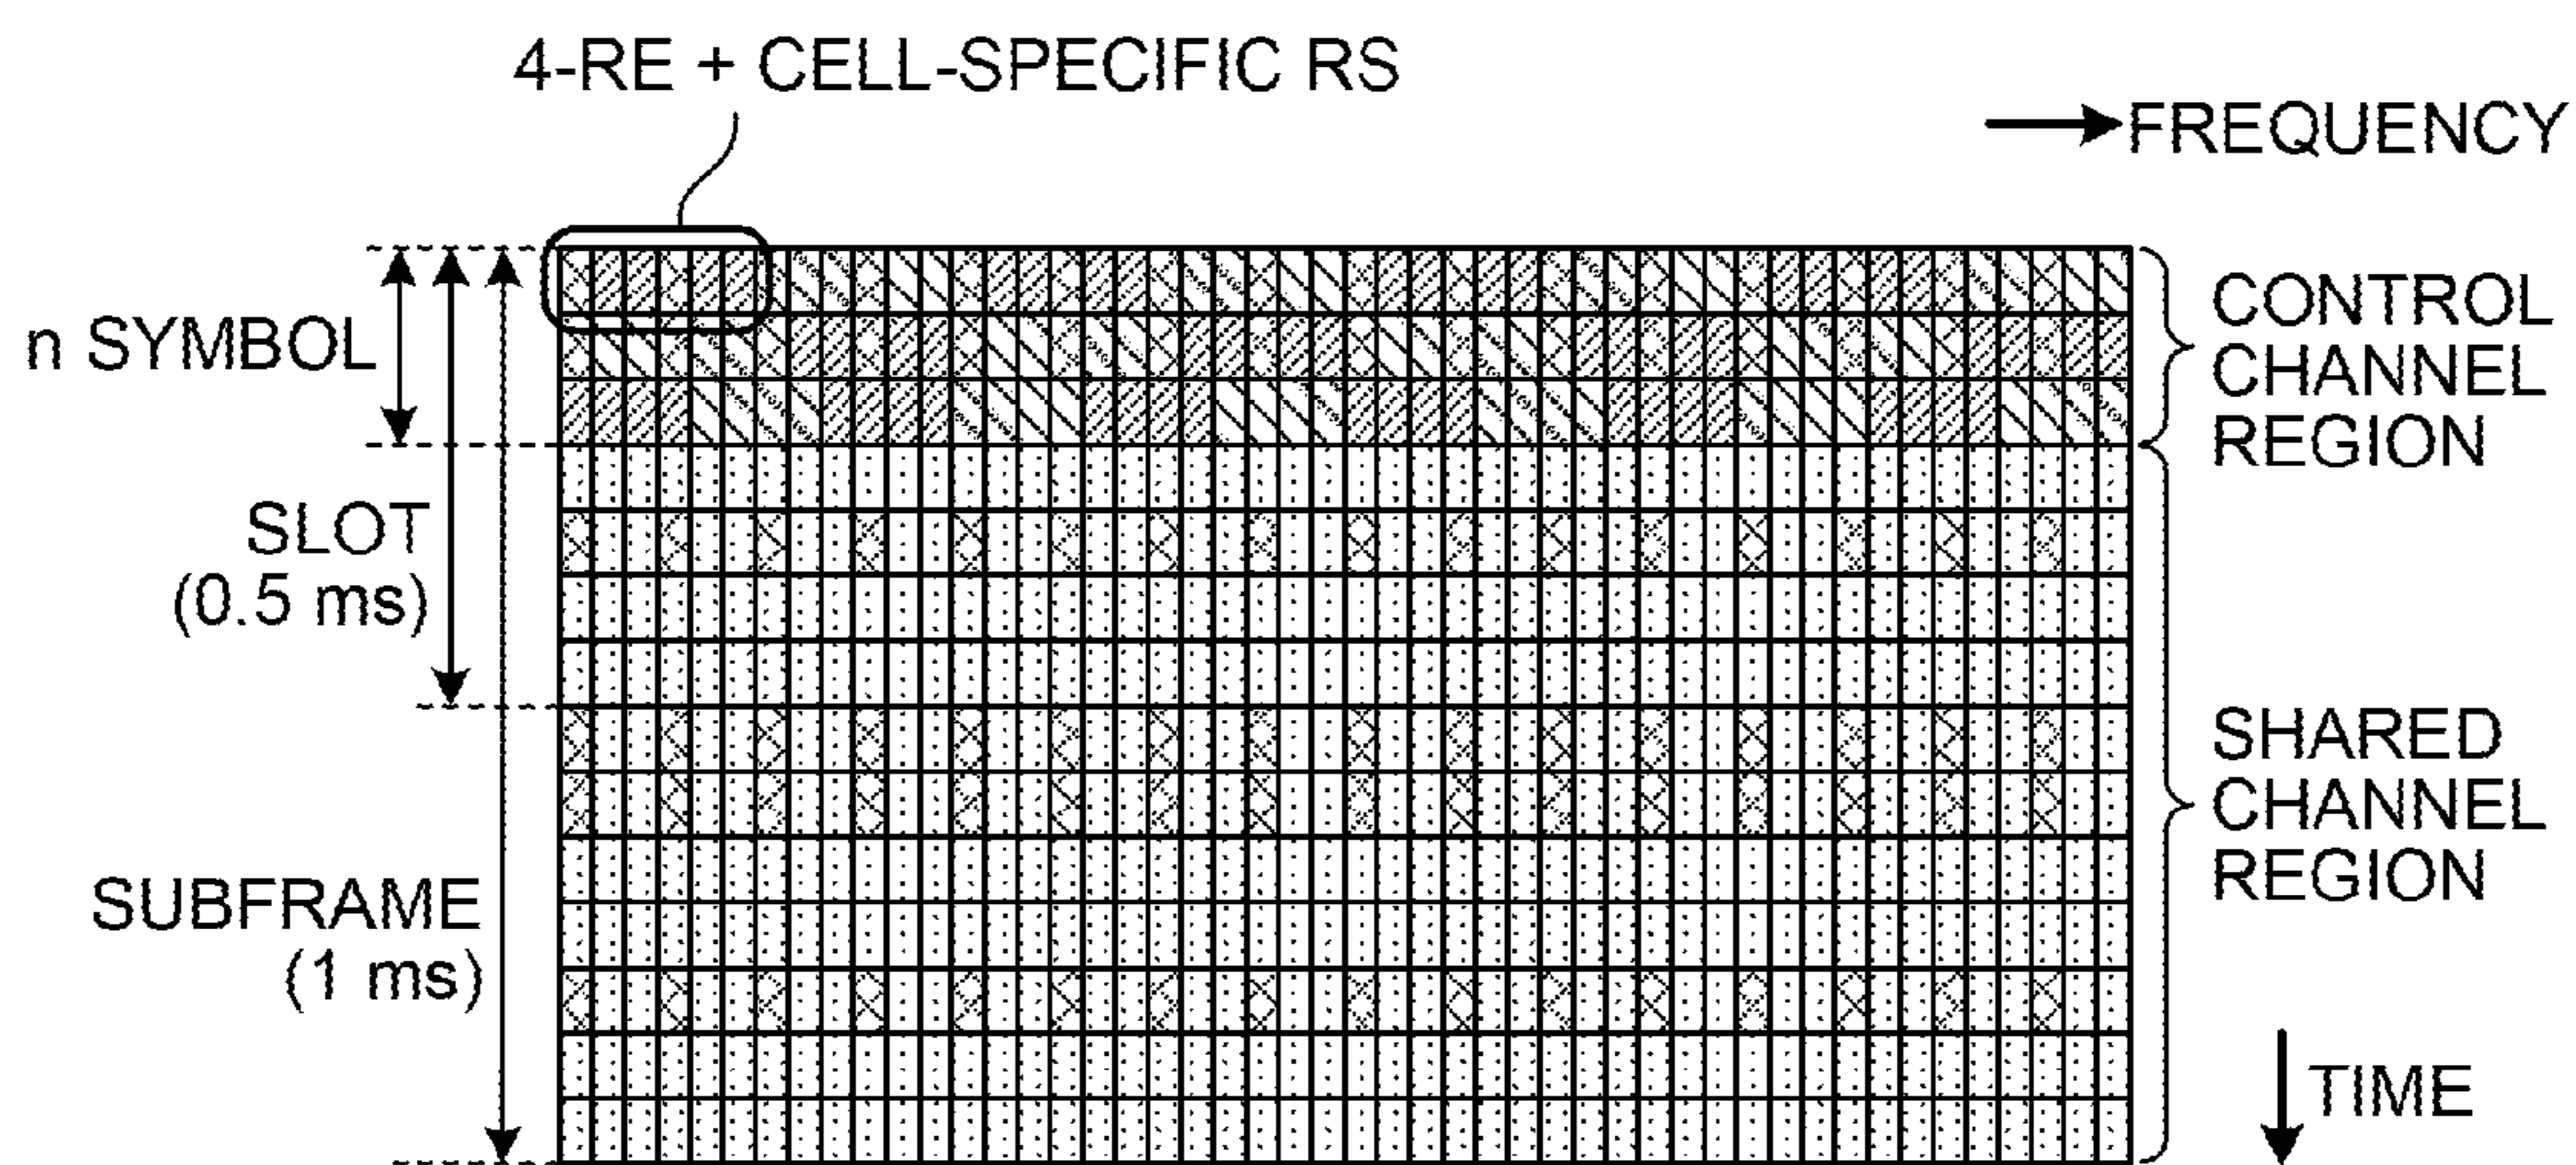 4-RE + CELL-SPECIFIC RS
FREQUENCY
n SYMBOL
SLOT
(0.5 ms)
SUBFRAME
(1 ms)
CONTROL
CHANNEL
REGION
SHARED
CHANNEL
REGION
TIME